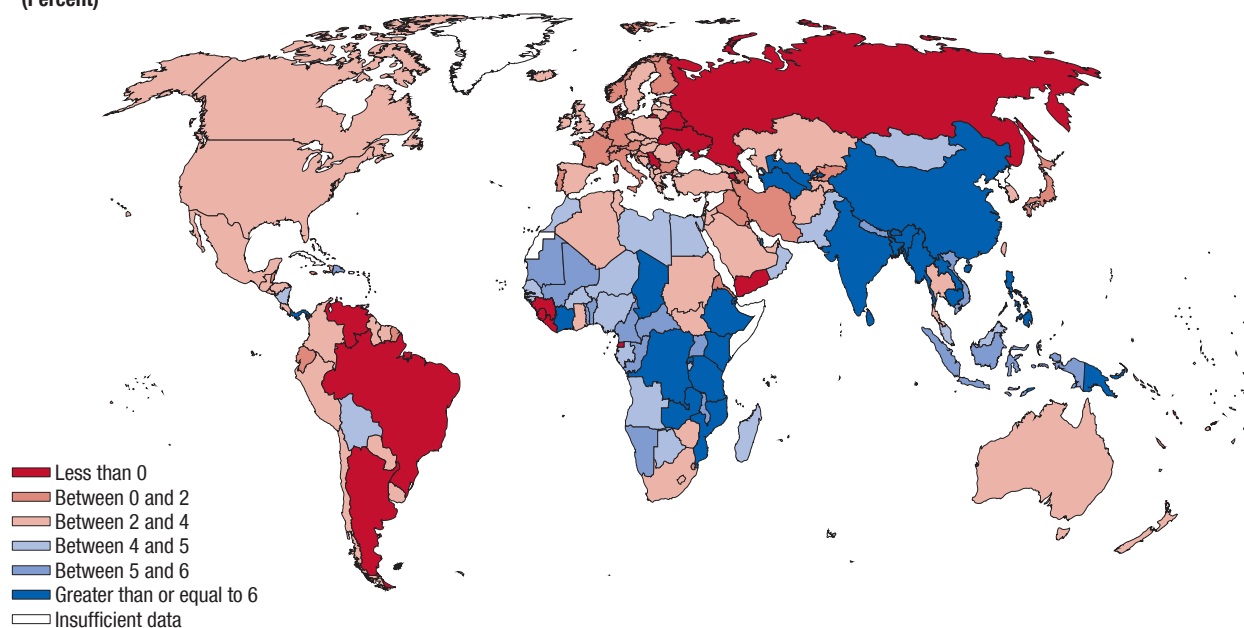 (Percent)
Less than 0
Between 0 and 2
Between 2 and 4
Between 4 and 5
Between 5 and 6
Greater than or equal to 6
Insufficient data